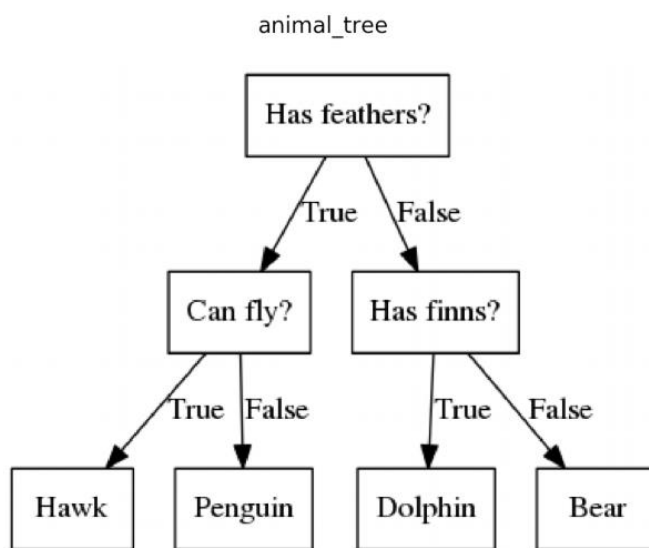 animal_tree
Has feathers?
True False
Can fly? Has finns?
True False True False
Hawk Penguin Dolphin Bear